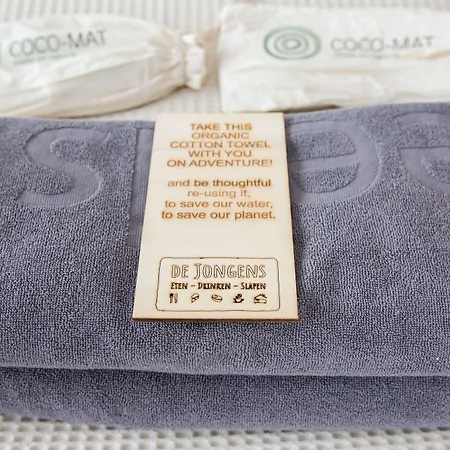 COCO-MAT
COCO-MAT
TAKE THIS
ORGANIC
COTTON TOWEL
WITH YOU
ON ADVENTURE!
and be thoughtful
re-using it,
to save our water,
to save our planet.
DE JONGENS
ETEN - DRINKEN - SLAPEN